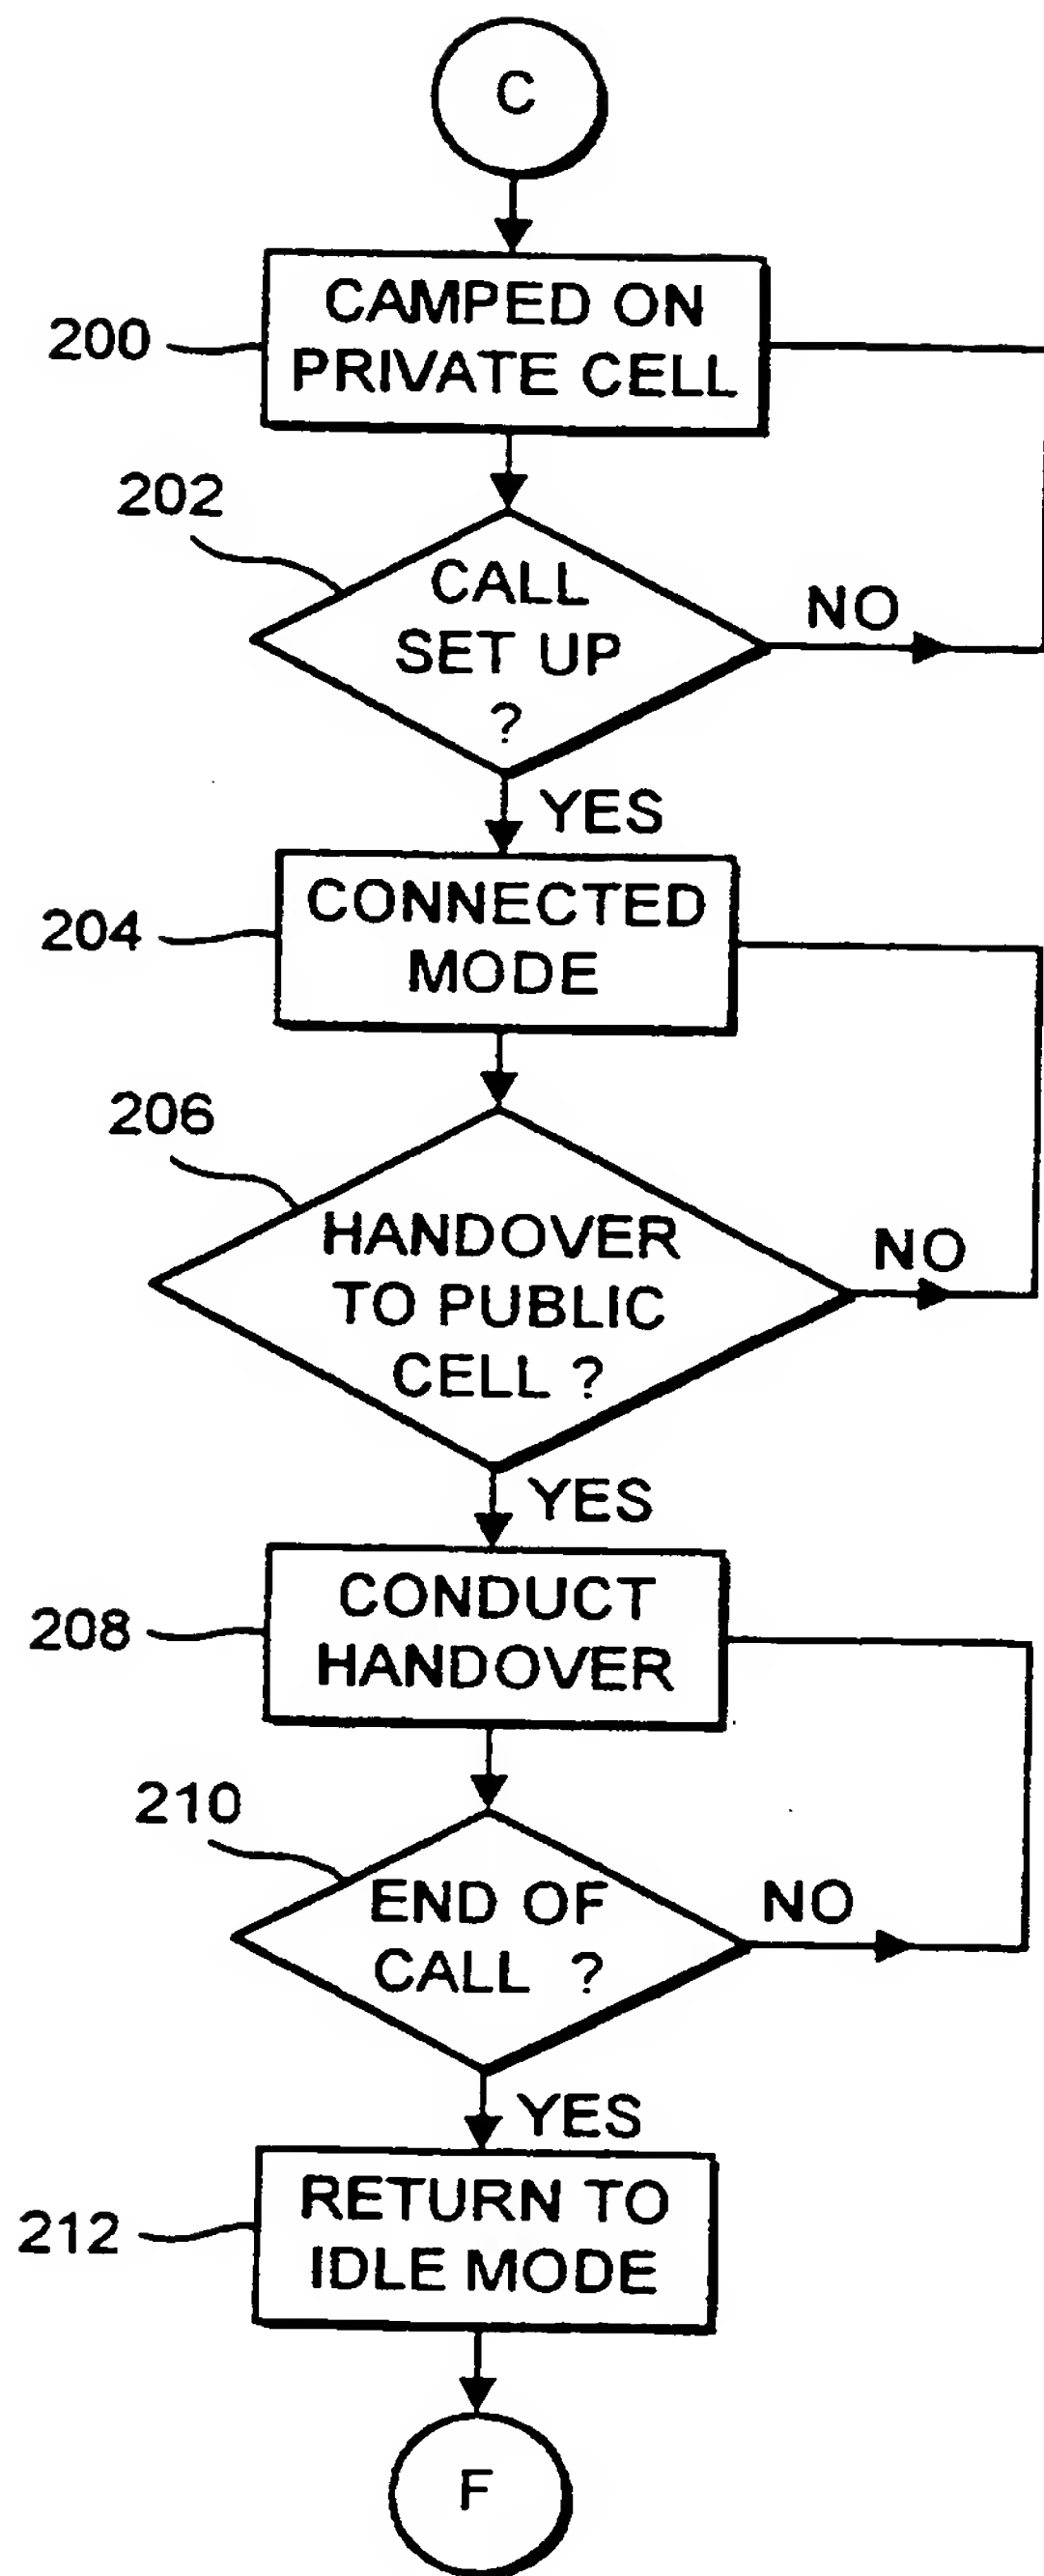 C
200
CAMPED ON
PRIVATE CELL
202
CALL
SET UP
?
NO
YES
204
CONNECTED
MODE
206
HANDOVER
TO PUBLIC
CELL ?
NO
YES
208
CONDUCT
HANDOVER
210
END OF
CALL ?
NO
YES
212
RETURN TO
IDLE MODE
F